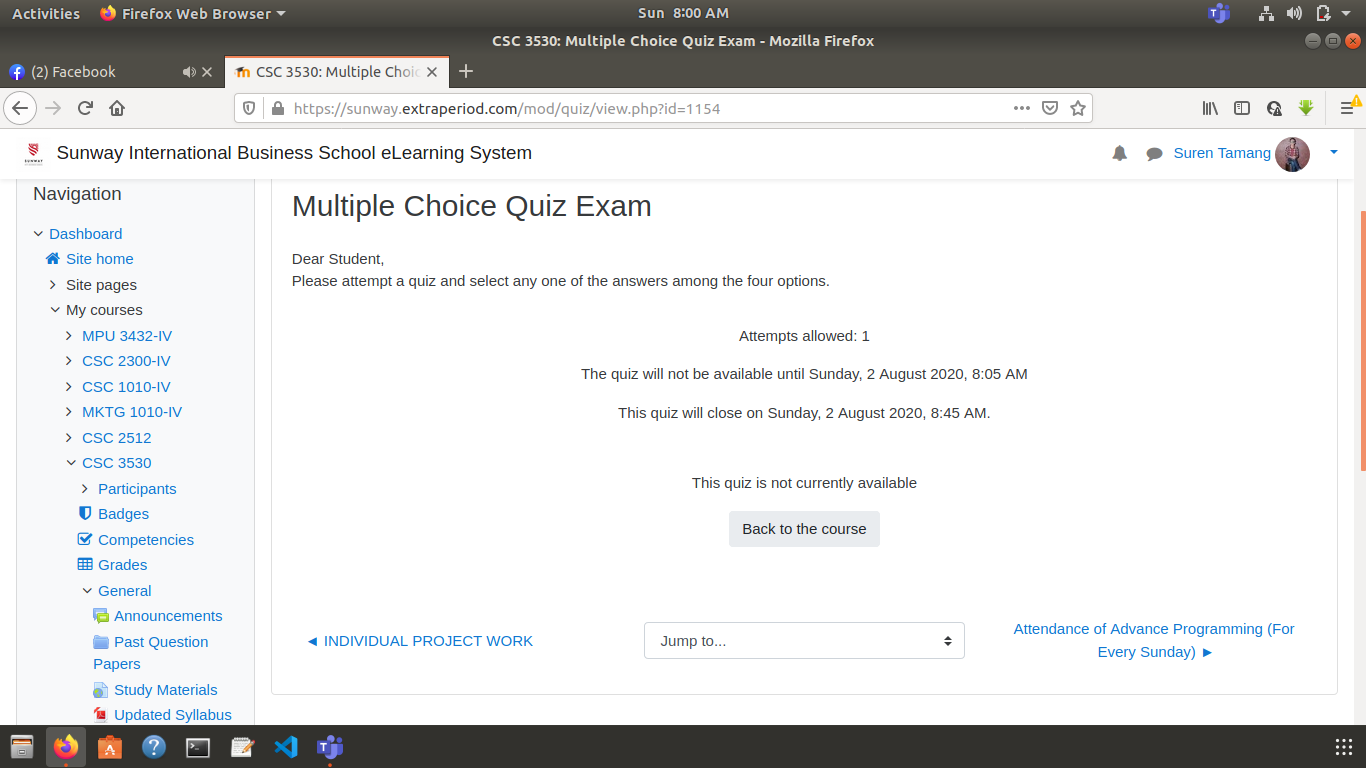 Activities
Firefox Web Browser
Sun 8:00 AM
CSC 3530: Multiple Choice Quiz Exam - Mozilla Firefox
(2) Facebook
CSC 3530: Multiple Choic
https://sunway.extraperiod.com/mod/quiz/view.php?id=1154
SUNWAY
Sunway International Business School eLearning System
Suren Tamang
Navigation
Dashboard
Site home
Site pages
My courses
MPU 3432-IV
CSC 2300-IV
CSC 1010-IV
MKTG 1010-IV
CSC 2512
CSC 3530
Participants
Badges
Competencies
Grades
General
Announcements
Past Question
Papers
Study Materials
Updated Syllabus
Multiple Choice Quiz Exam
Dear Student,
Please attempt a quiz and select any one of the answers among the four options.
Attempts allowed: 1
The quiz will not be available until Sunday, 2 August 2020, 8:05 AM
This quiz will close on Sunday, 2 August 2020, 8:45 AM.
This quiz is not currently available
Back to the course
◄ INDIVIDUAL PROJECT WORK
Jump to...
Attendance of Advance Programming (For
Every Sunday) ►